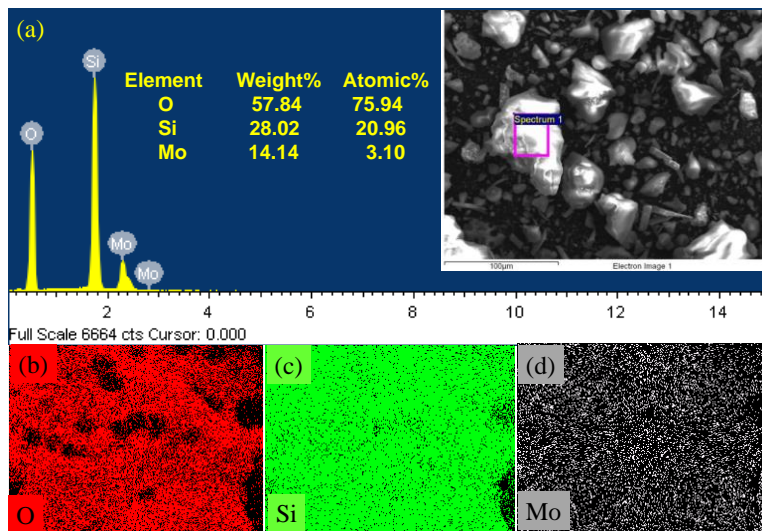 (a)
Si
O
Mo
Mo
Element Weight% Atomic%
O 57.84 75.94
Si 28.02 20.96
Mo 14.14 3.10
Spectrum 1
100µm Electron Image 1
2 4 6 8 10 12 14
Full Scale 6664 cts Cursor: 0.000
(b)
O
(c)
Si
(d)
Mo